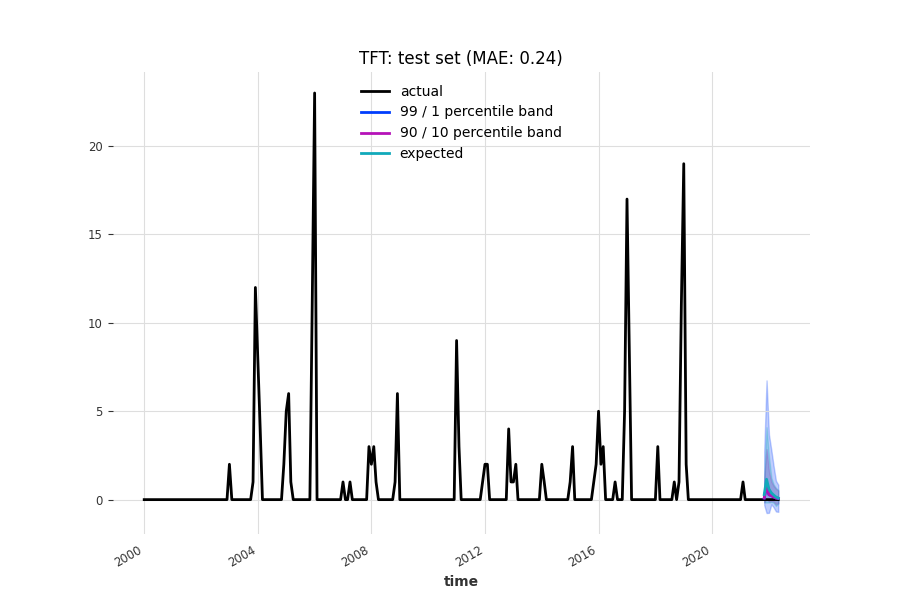 TFT: test set (MAE: 0.24)
actual
99 / 1 percentile band
90 / 10 percentile band
expected
20
15
10
5
0
2000
2004
2008
2012
2016
2020
time